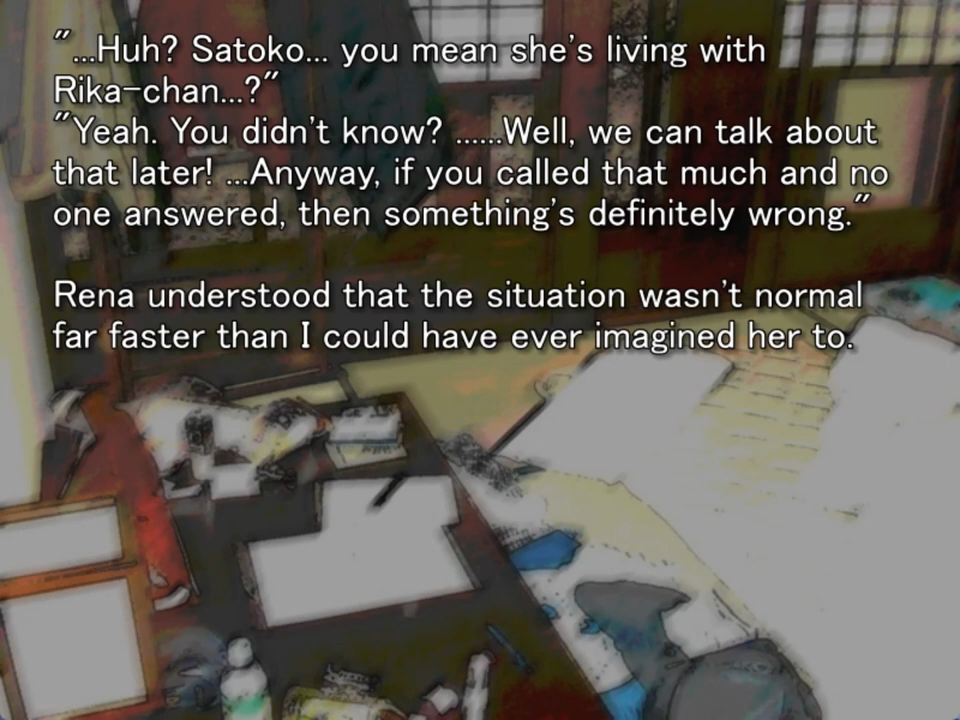 "...Huh? Satoko... you mean she's living with
Rika-chan...?"
"Yeah. You didn't know? ......Well, we can talk about
that later! ...Anyway, if you called that much and no
one answered, then something's definitely wrong."
Rena understood that the situation wasn't normal
far faster than I could have ever imagined her to.